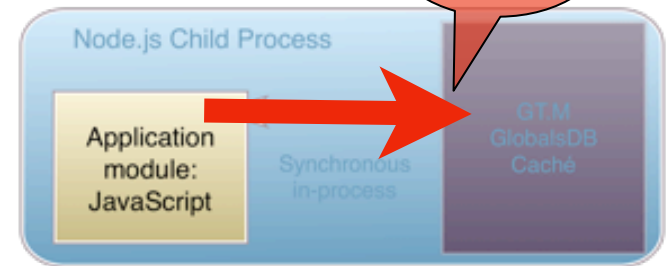 Node.js Child Process
Application
module:
JavaScript
Synchronous
in-process
GT.M
GlobalsDB
Caché